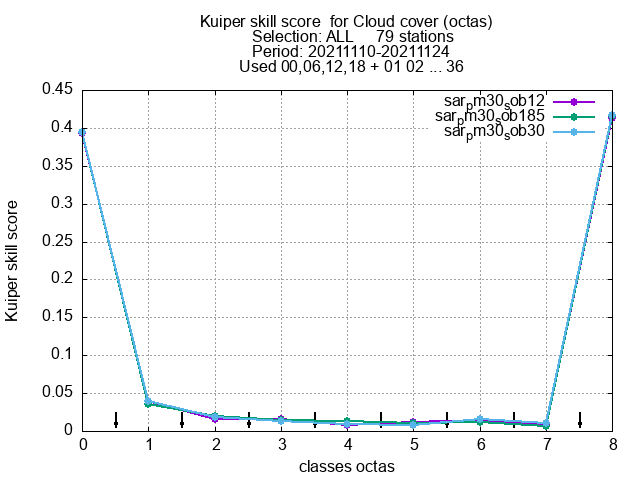 Kuiper skill score  for Cloud cover (octas)
Selection: ALL     79 stations
Period: 20211110-20211124
Used 00,06,12,18 + 01 02 ... 36
sar_pm30_sob12
sar_pm30_sob185
sar_pm30_sob30
0.45
0.4
0.35
0.3
0.25
0.2
0.15
0.1
0.05
0
Kuiper skill score
0 1 2 3 4 5 6 7 8
classes octas